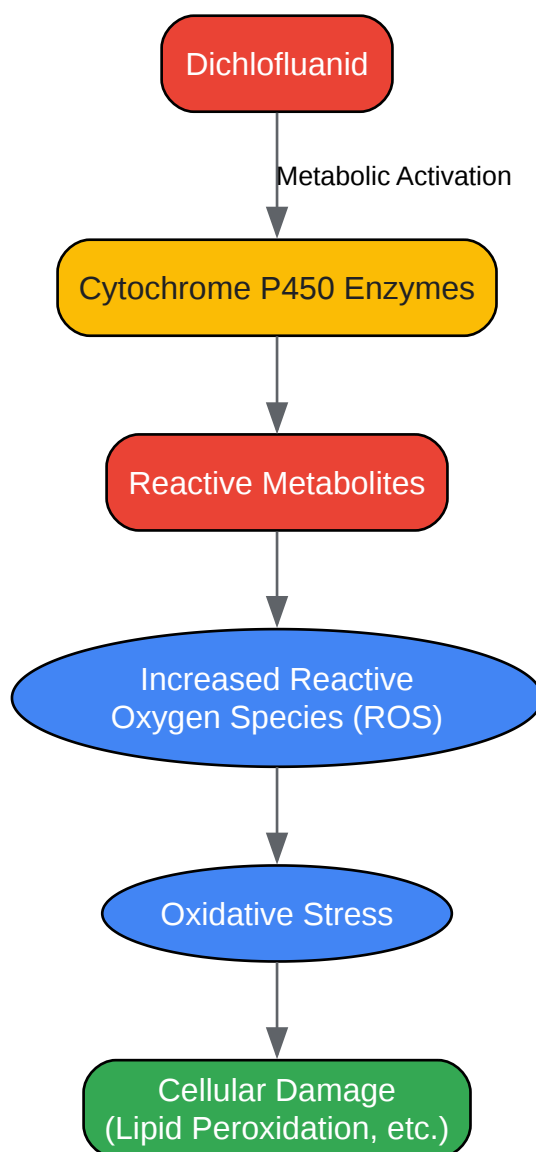 Dichlofluanid
Metabolic Activation
Cytochrome P450 Enzymes
Reactive Metabolites
Increased Reactive
Oxygen Species (ROS)
Oxidative Stress
Cellular Damage
(Lipid Peroxidation, etc.)